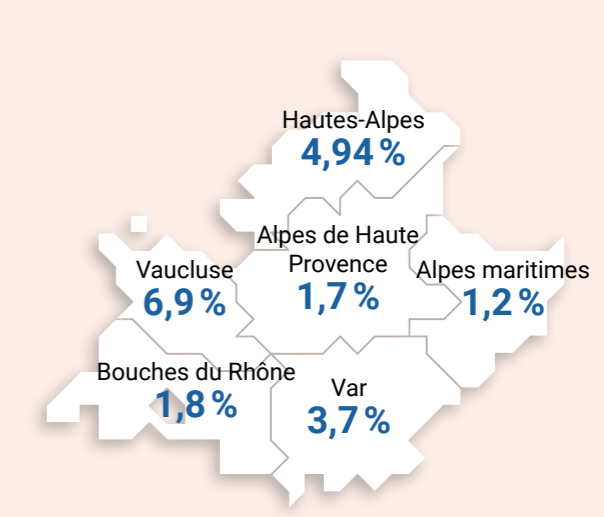 Hautes-Alpes
4,94 %
Alpes de Haute
Provence
1,7 %
Vaucluse
6,9 %
Alpes maritimes
1,2 %
Bouches du Rhône
1,8 %
Var
3,7 %